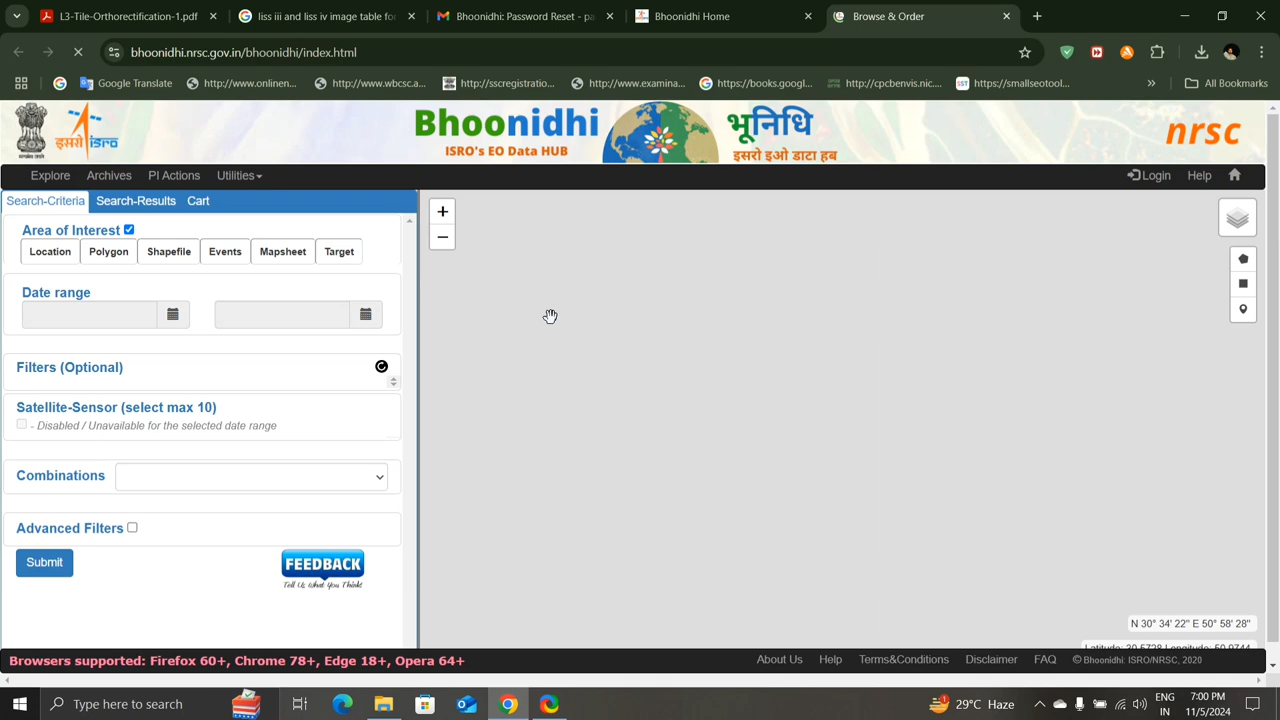 L3-Tile-Orthorectification-1.pdf
liss iii and liss iv image table fo
Bhoonidhi: Password Reset - pa
Bhoonidhi Home
Browse & Order
bhoonidhi.nrsc.gov.in/bhoonidhi/index.html
Google Translate
http://www.onlinen...
http://www.wbcsc.a...
http://sscregistratio...
http://www.examina...
https://books.googl...
http://cpcbenvis.nic....
https://smallseotool...
All Bookmarks
इसरो isro
Bhoonidhi
ISRO's EO Data HUB
भूनिधि
इसरो इओ डाटा हब
nrsc
Explore Archives PI Actions Utilities
Login Help
Search-Criteria Search-Results Cart
Area of Interest
Location Polygon Shapefile Events Mapsheet Target
Date range
Filters (Optional)
Satellite-Sensor (select max 10)
- Disabled / Unavailable for the selected date range
Combinations
Advanced Filters
Submit
FEEDBACK
Tell Us What You Think!
N 30° 34' 22" E 50° 58' 28"
Latitude: 30.5728 Longitude: 50.9744
Browsers supported: Firefox 60+, Chrome 78+, Edge 18+, Opera 64+
About Us Help Terms&Conditions Disclaimer FAQ © Bhoonidhi: ISRO/NRSC, 2020
Type here to search
29°C Haze
ENG
IN
7:00 PM
11/5/2024